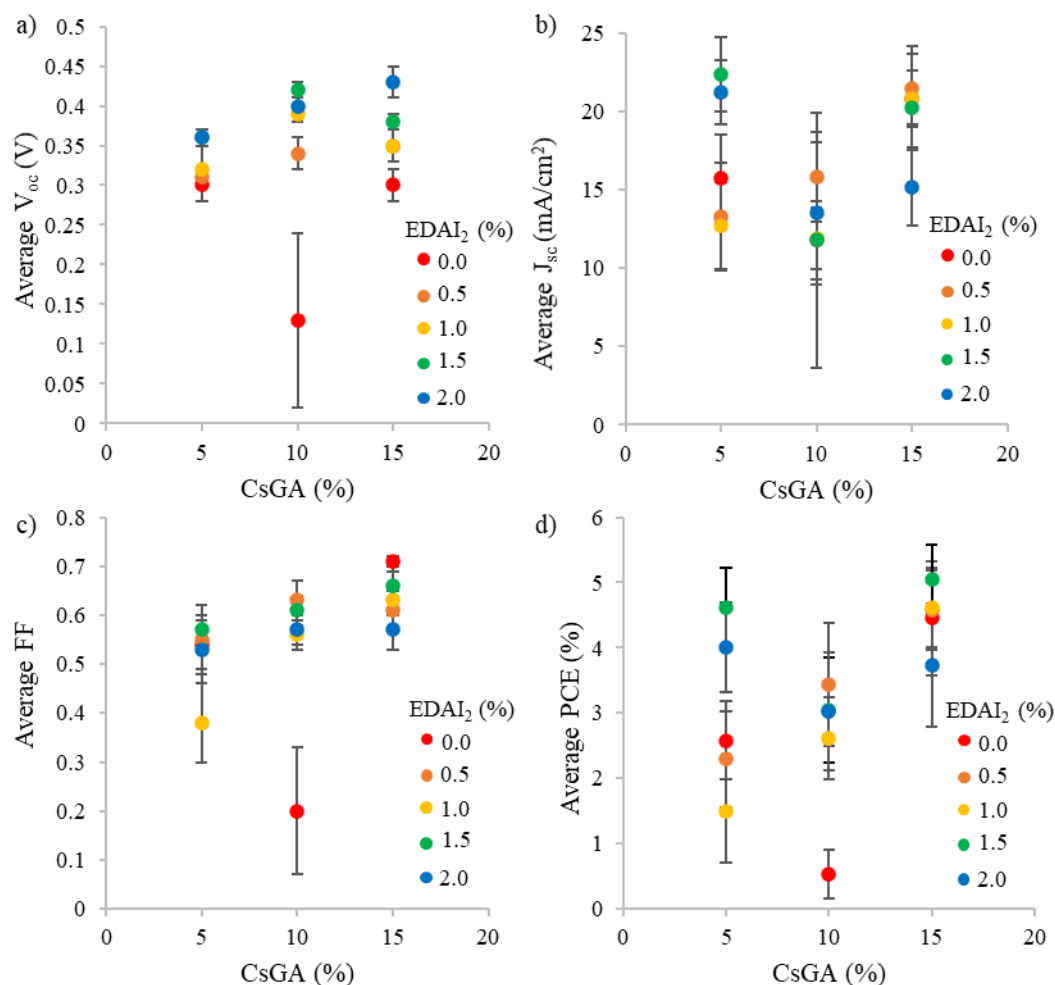 a)
0.5
0.45
0.4
0.35
0.3
0.25
0.2
0.15
0.1
0.05
0
0 5 10 15 20
Average Voc (V)
CsGA (%)
EDAI2 (%)
0.0
0.5
1.0
1.5
2.0
b)
25
20
15
10
5
0
0 5 10 15 20
Average Jsc (mA/cm2)
CsGA (%)
EDAI2 (%)
0.0
0.5
1.0
1.5
2.0
c)
0.8
0.7
0.6
0.5
0.4
0.3
0.2
0.1
0
0 5 10 15 20
Average FF
CsGA (%)
EDAI2 (%)
0.0
0.5
1.0
1.5
2.0
d)
6
5
4
3
2
1
0
0 5 10 15 20
Average PCE (%)
CsGA (%)
EDAI2 (%)
0.0
0.5
1.0
1.5
2.0